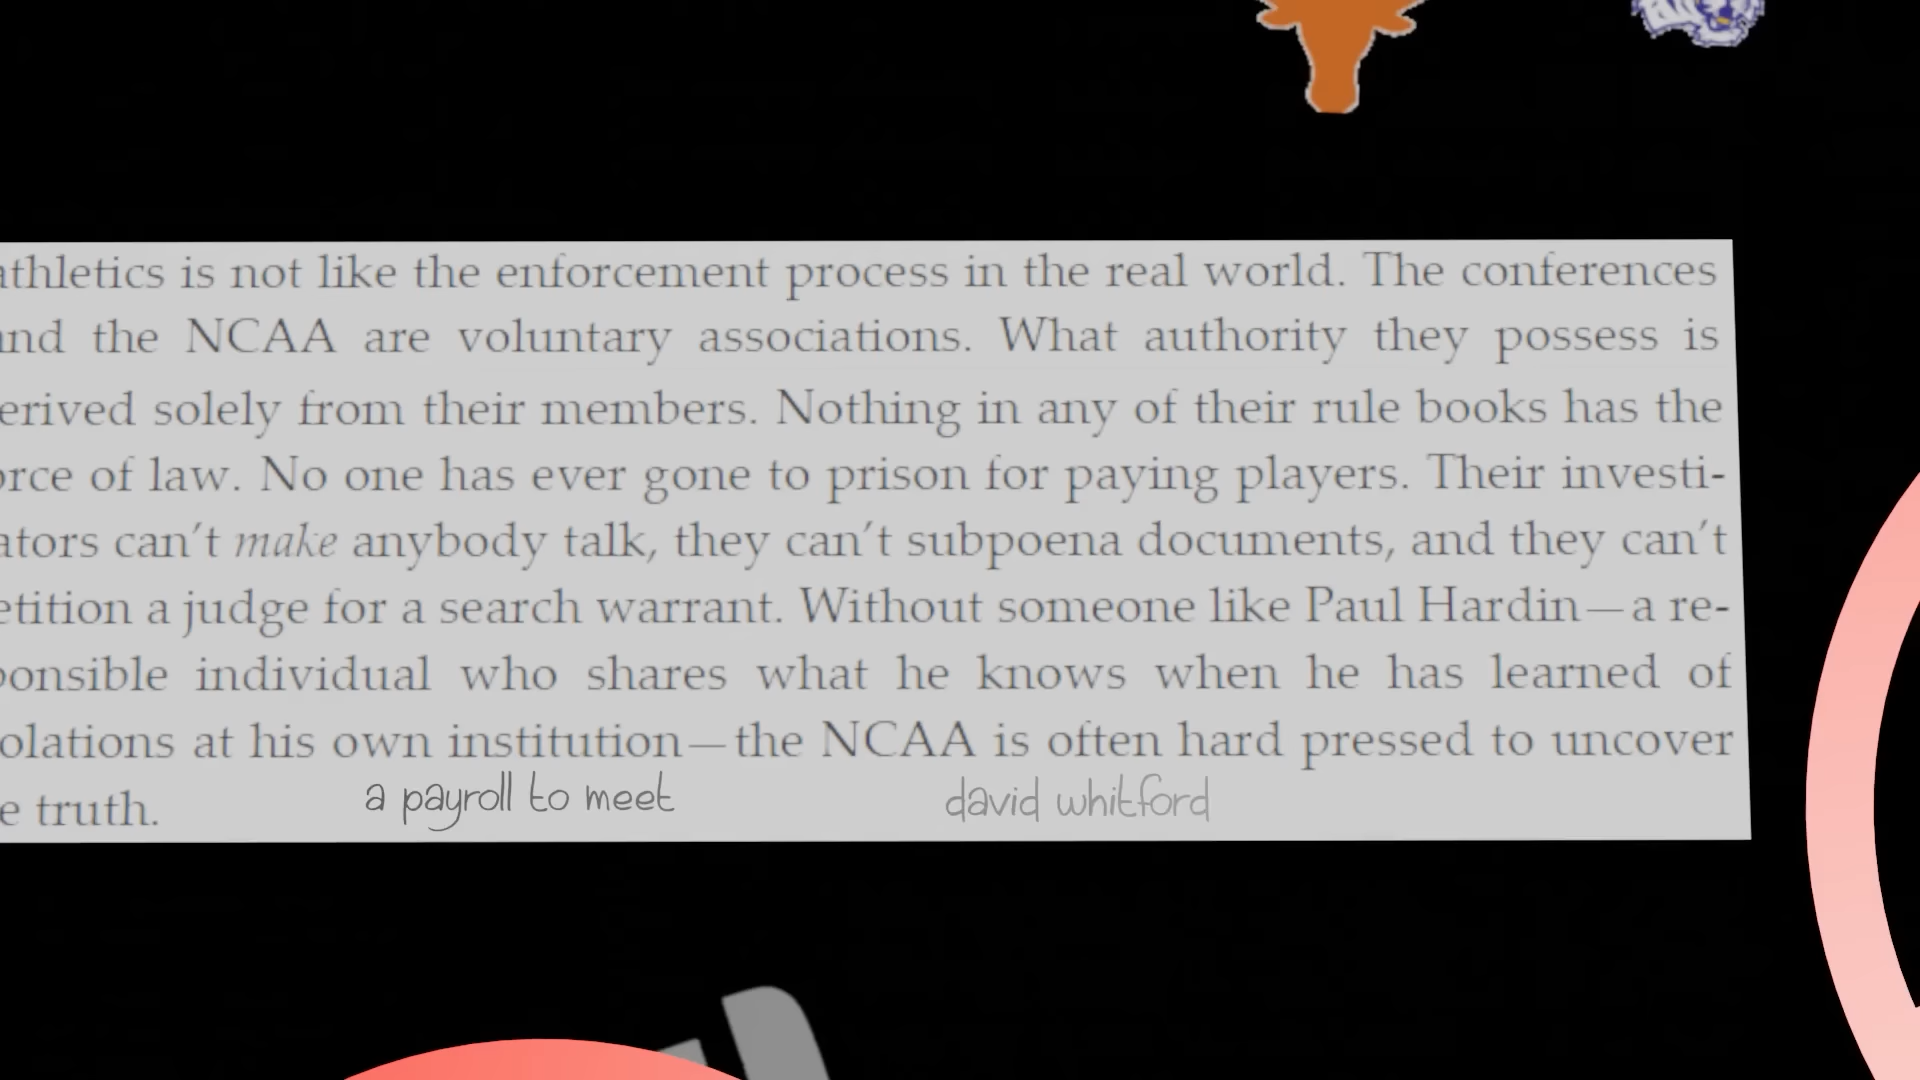 athletics is not like the enforcement process in the real world. The conferences
and the NCAA are voluntary associations. What authority they possess is
erived solely from their members. Nothing in any of their rule books has the
orce of law. No one has ever gone to prison for paying players. Their investi-
ators can't make anybody talk, they can't subpoena documents, and they can't
etition a judge for a search warrant. Without someone like Paul Hardin—a re-
ponsible individual who shares what he knows when he has learned of
olations at his own institution—the NCAA is often hard pressed to uncover
e truth.
a payroll to meet
david whitford